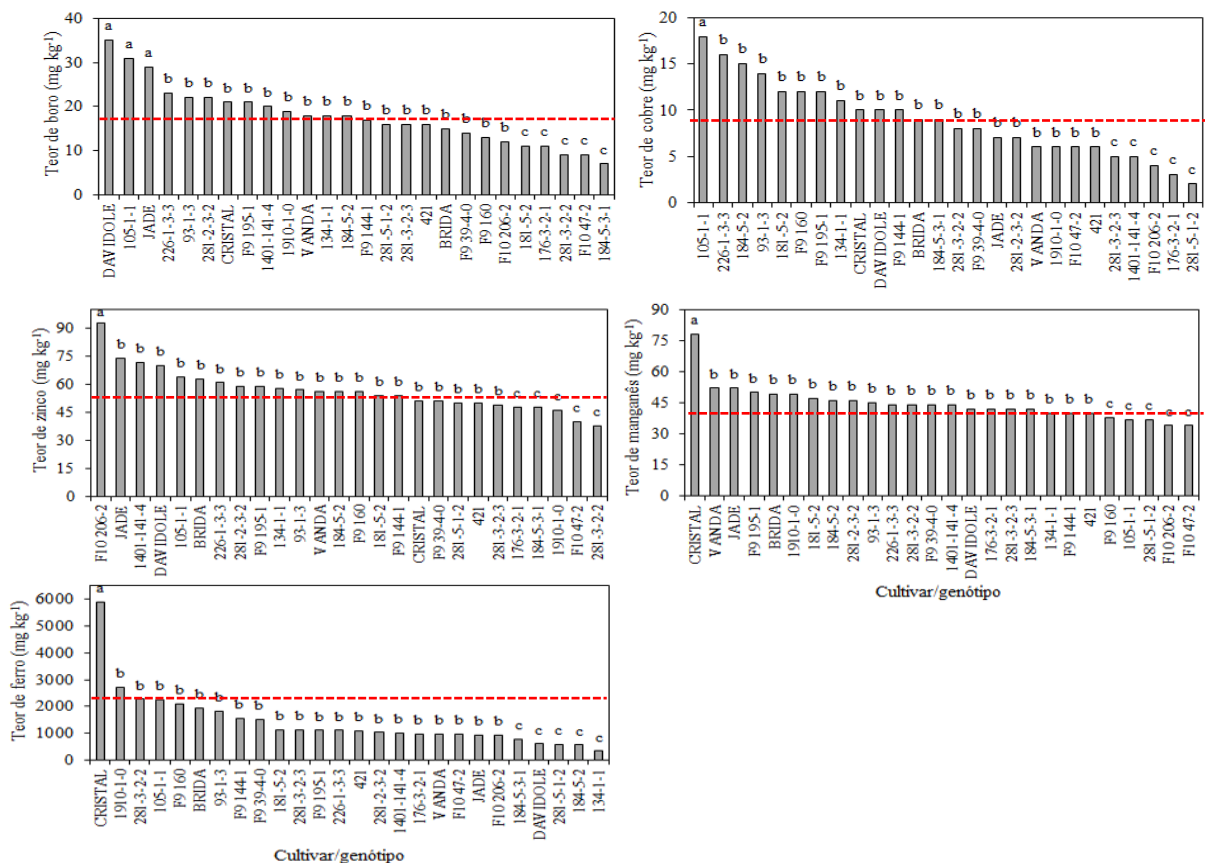 Teor de boro (mg kg-1)
40
30
20
10
0
a a a b b b b b b b b b b b b b b b b b b c c c c c
DAVIDOLE 105-1-1 JADE 226-1-3-3 93-1-3 281-2-3-2 CRISTAL F9 195-1 1401-141-4 1910-1-0 VANDA 134-1-1 184-5-2 F9 144-1 281-5-1-2 281-3-2-3 421 BRIDA F9 39-4-0 F9 160 F10 206-2 181-5-2 176-3-2-1 281-3-2-2 F10 47-2 184-5-3-1
Teor de cobre (mg kg-1)
20
15
10
5
0
a b b b b b b b b b b b b b b b b b b b b c c c c c
105-1-1 226-1-3-3 184-5-2 93-1-3 181-5-2 F9 160 F9 195-1 134-1-1 CRISTAL DAVIDOLE F9 144-1 BRIDA 184-5-3-1 281-3-2-2 F9 39-4-0 JADE 281-2-3-2 VANDA 1910-1-0 F10 47-2 421 281-3-2-3 1401-141-4 F10 206-2 176-3-2-1 281-5-1-2
Teor de zinco (mg kg-1)
90
75
60
45
30
15
0
a b b b b b b b b b b b b b b b b b b b b c c c c c
F10 206-2 JADE 1401-141-4 DAVIDOLE 105-1-1 BRIDA 226-1-3-3 281-2-3-2 F9 195-1 134-1-1 93-1-3 VANDA 184-5-2 F9 160 181-5-2 F9 144-1 CRISTAL F9 39-4-0 281-5-1-2 421 281-3-2-3 176-3-2-1 184-5-3-1 1910-1-0 F10 47-2 281-3-2-2
Teor de manganês (mg kg-1)
90
75
60
45
30
15
0
a b b b b b b b b b b b b b b b b b b b b c c c c c
CRISTAL VANDA JADE F9 195-1 BRIDA 1910-1-0 181-5-2 184-5-2 281-2-3-2 93-1-3 226-1-3-3 281-3-2-2 F9 39-4-0 1401-141-4 DAVIDOLE 176-3-2-1 281-3-2-3 184-5-3-1 134-1-1 F9 144-1 421 F9 160 105-1-1 281-5-1-2 F10 206-2 F10 47-2
Cultivar/genótipo
Teor de ferro (mg kg-1)
6000
5000
4000
3000
2000
1000
0
a b b b b b b b b b b b b b b b b b b b b c c c c c
CRISTAL 1910-1-0 281-3-2-2 105-1-1 F9 160 BRIDA 93-1-3 F9 144-1 F9 39-4-0 181-5-2 281-3-2-3 F9 195-1 226-1-3-3 421 281-2-3-2 1401-141-4 176-3-2-1 VANDA F10 47-2 JADE F10 206-2 184-5-3-1 DAVIDOLE 281-5-1-2 184-5-2 134-1-1
Cultivar/genótipo